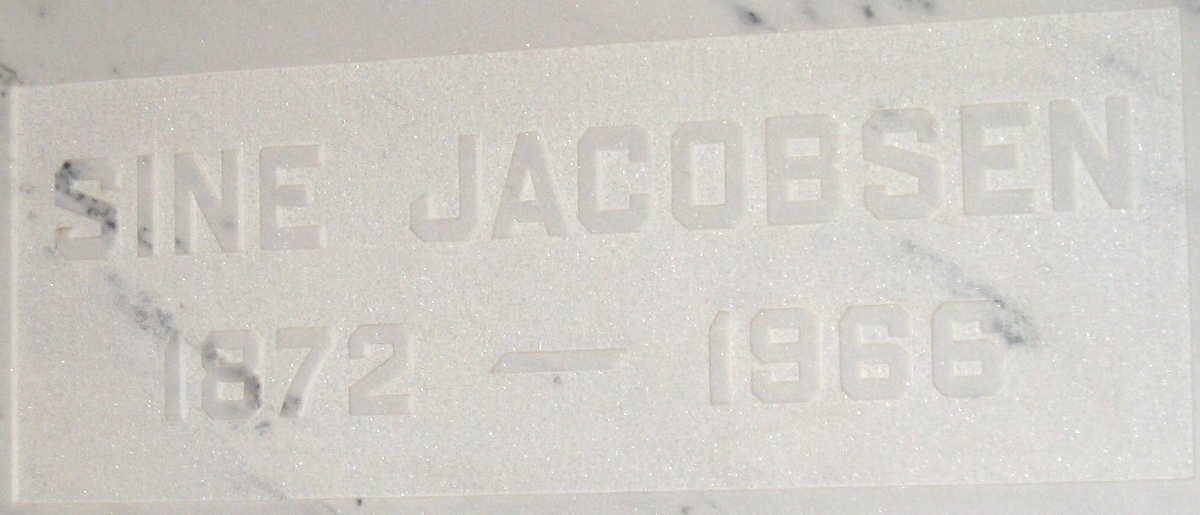 SINE JACOBSEN
1872 — 1966